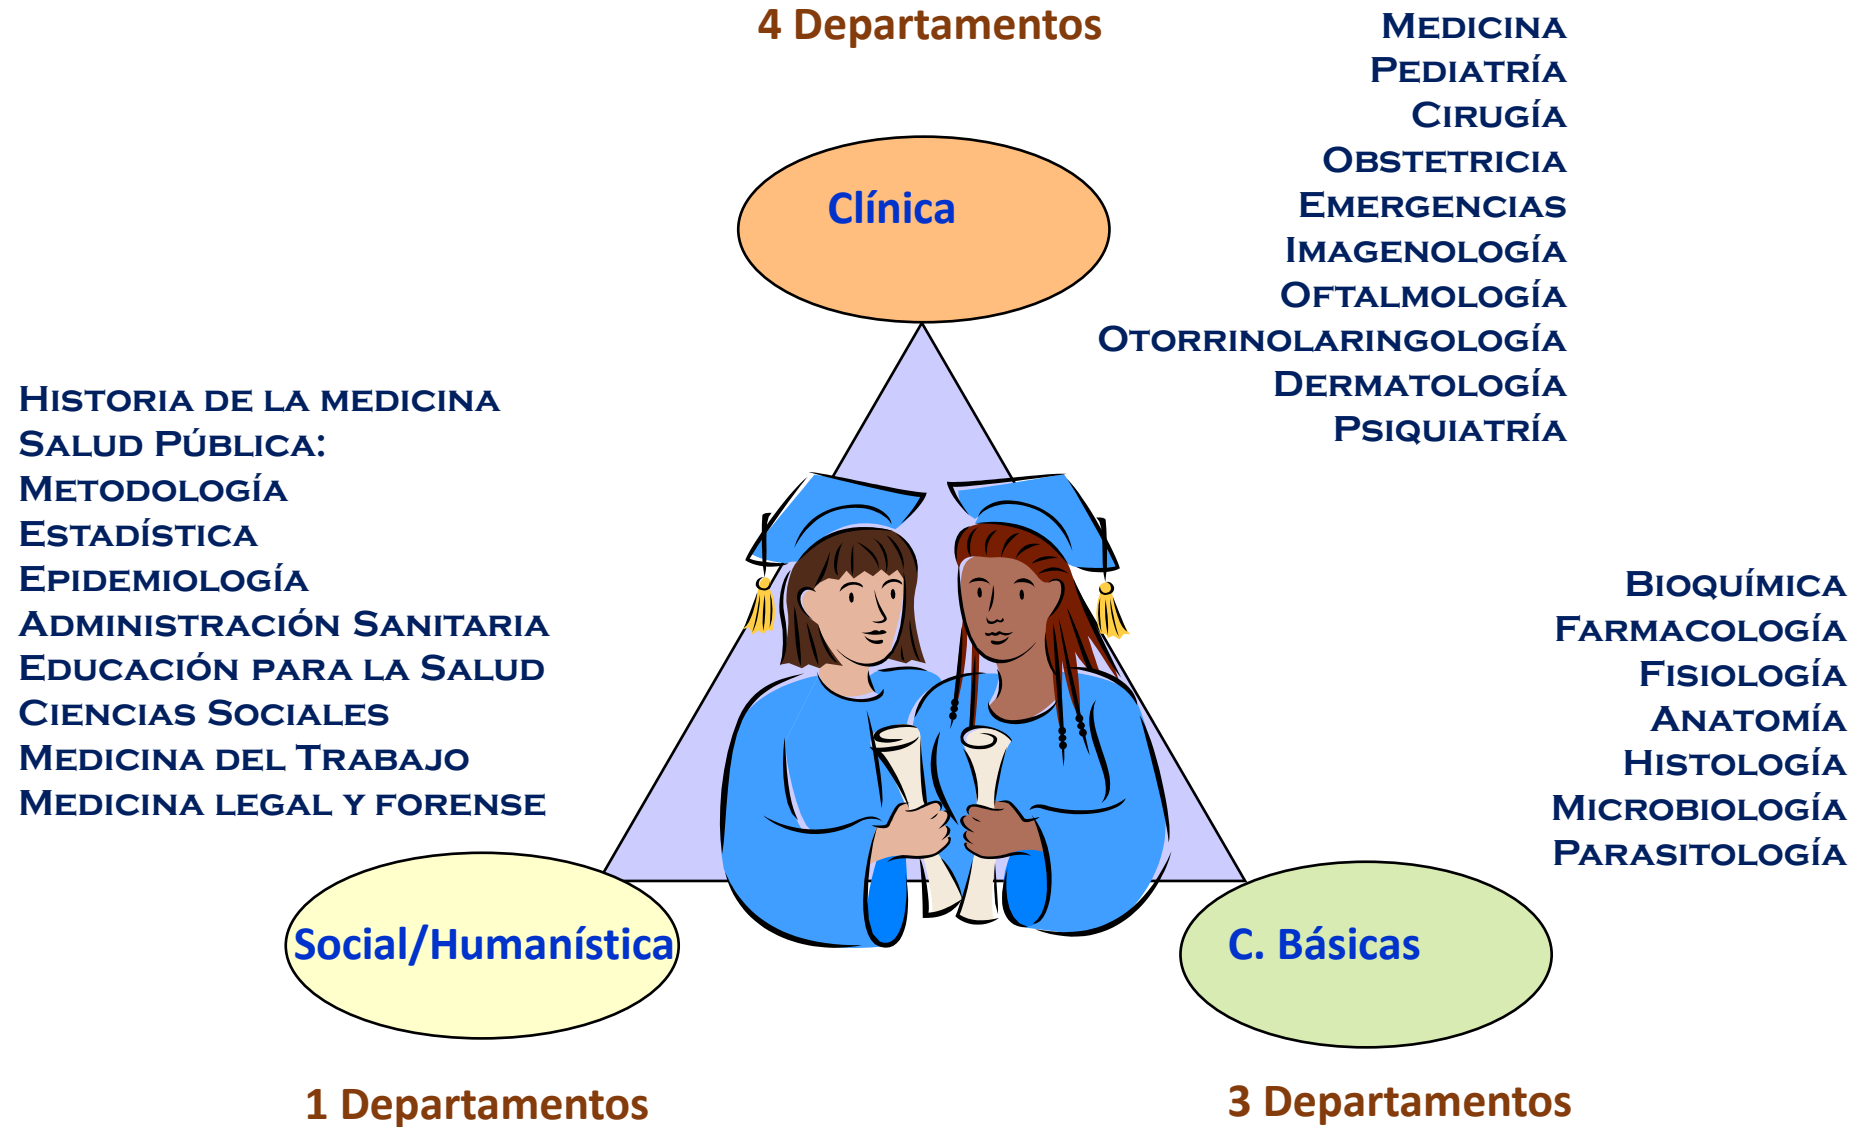 4 Departamentos
Medicina
Pediatría
Cirugía
Obstetricia
Emergencias
Imagenología
Oftalmología
Otorrinolaringología
Dermatología
Psiquiatría
Clínica
Historia de la medicina
Salud Pública:
Metodología
Estadística
Epidemiología
Administración Sanitaria
Educación para la Salud
Ciencias Sociales
Medicina del Trabajo
Medicina legal y forense
Bioquímica
Farmacología
Fisiología
Anatomía
Histología
Microbiología
Parasitología
Social/Humanística
C. Básicas
1 Departamentos
3 Departamentos